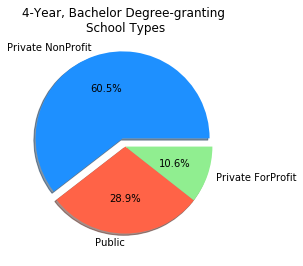 4-Year, Bachelor Degree-granting
School Types
Private NonProfit
60.5%
10.6%
Private ForProfit
28.9%
Public